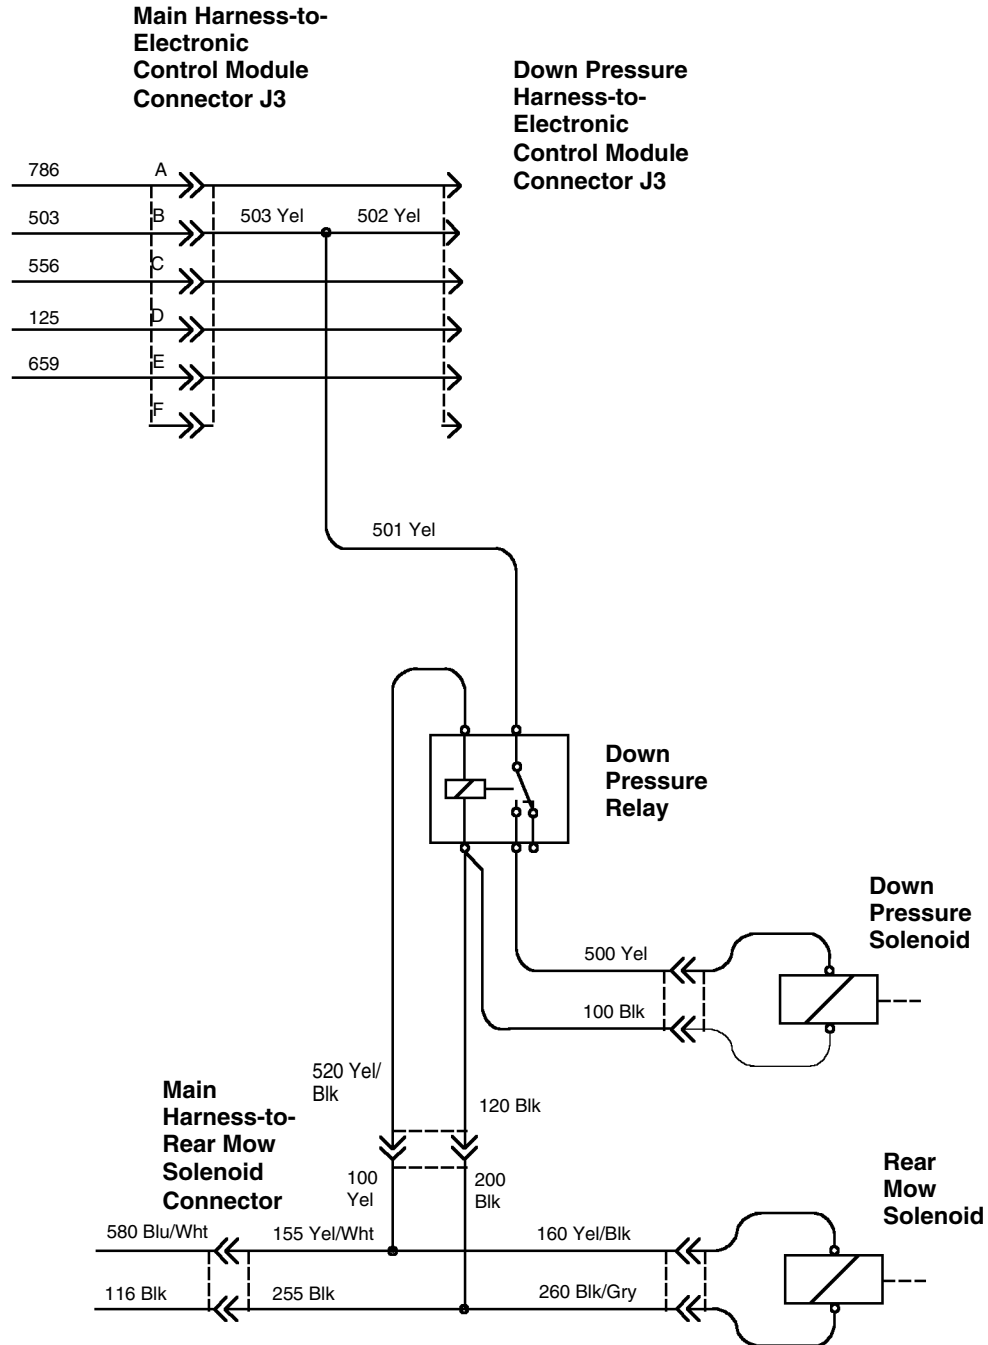 Main Harness-to-
Electronic
Control Module
Connector J3
Down Pressure
Harness-to-
Electronic
Control Module
Connector J3
786
A
503
B
503 Yel
502 Yel
556
C
125
D
659
E
F
501 Yel
Down
Pressure
Relay
Down
Pressure
Solenoid
500 Yel
100 Blk
520 Yel/
Blk
120 Blk
Main
Harness-to-
Rear Mow
Solenoid
Connector
100
Yel
200
Blk
Rear
Mow
Solenoid
580 Blu/Wht
155 Yel/Wht
160 Yel/Blk
116 Blk
255 Blk
260 Blk/Gry